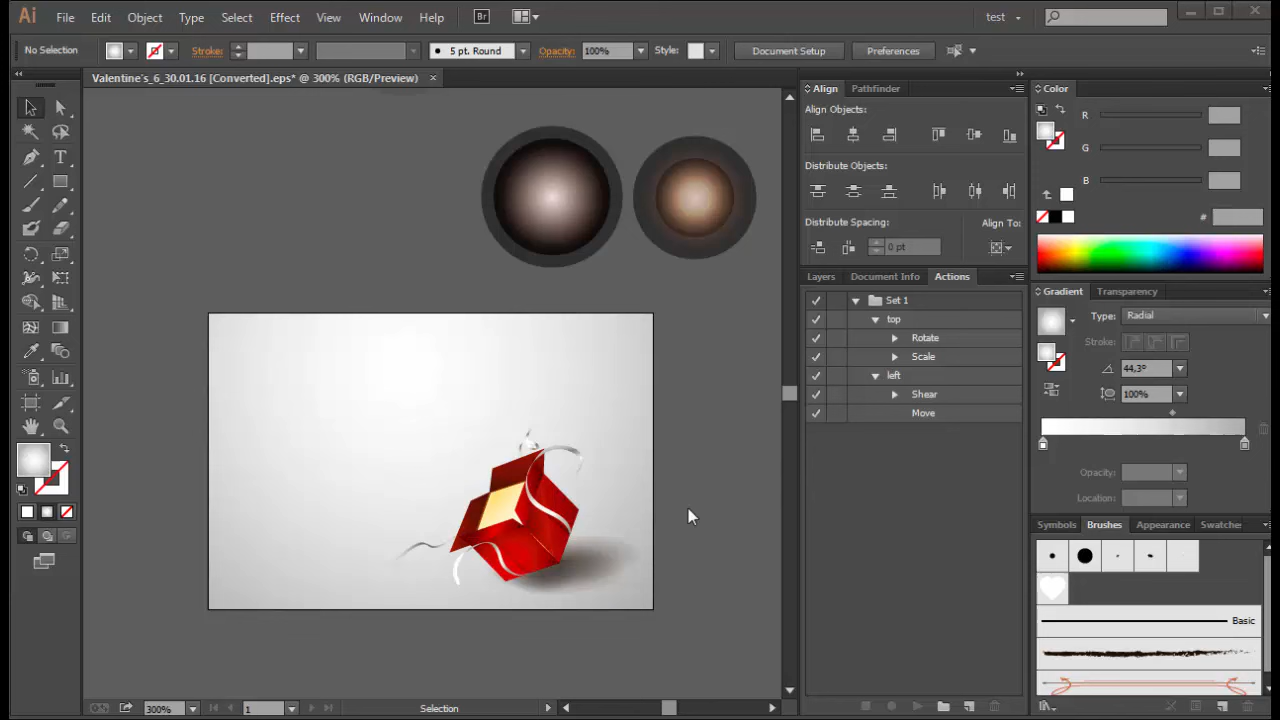 Ai File Edit Object Type Select Effect View Window Help Br test
No Selection Stroke: 5 pt. Round Opacity: 100% Style: Document Setup Preferences
Valentine's_6_30.01.16 [Converted].eps* @ 300% (RGB/Preview) ×
Align Pathfinder
Align Objects:
Distribute Objects:
Distribute Spacing: Align To:
0 pt
Layers Document Info Actions
Set 1
top
Rotate
Scale
left
Shear
Move
Color
R
G
B
#
Gradient Transparency
Type: Radial
Stroke:
44,3°
100%
Opacity:
Location:
Symbols Brushes Appearance Swatches
Basic
300% 1 Selection